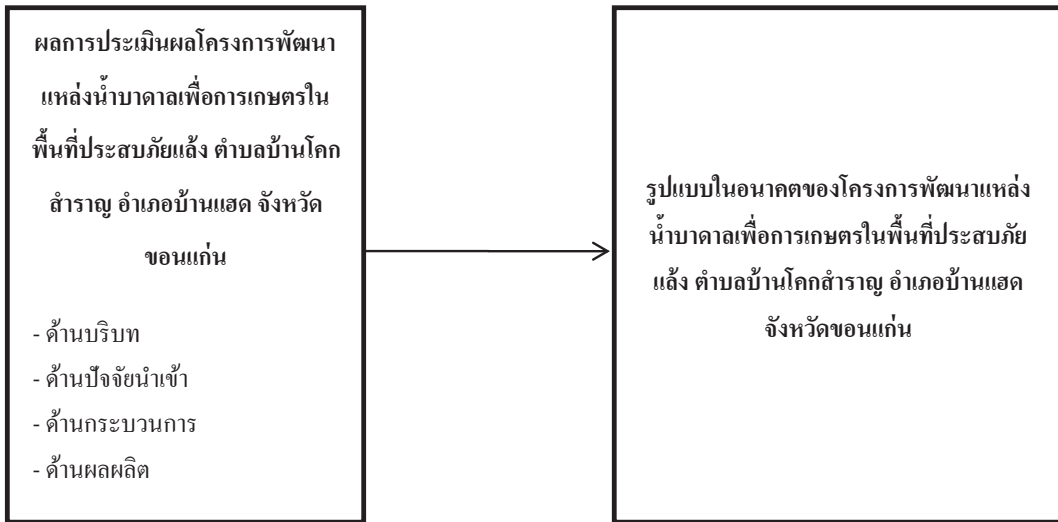 ผลการประเมินผลโครงการพัฒนา
แหล่งน้ำบาดาลเพื่อการเกษตรใน
พื้นที่ประสบภัยแล้ง ตำบลบ้านโคก
สำราญ อำเภอบ้านแฮด จังหวัด
ขอนแก่น
- ด้านบริบท
- ด้านปัจจัยนำเข้า
- ด้านกระบวนการ
- ด้านผลผลิต
รูปแบบในอนาคตของโครงการพัฒนาแหล่ง
น้ำบาดาลเพื่อการเกษตรในพื้นที่ประสบภัย
แล้ง ตำบลบ้านโคกสำราญ อำเภอบ้านแฮด
จังหวัดขอนแก่น